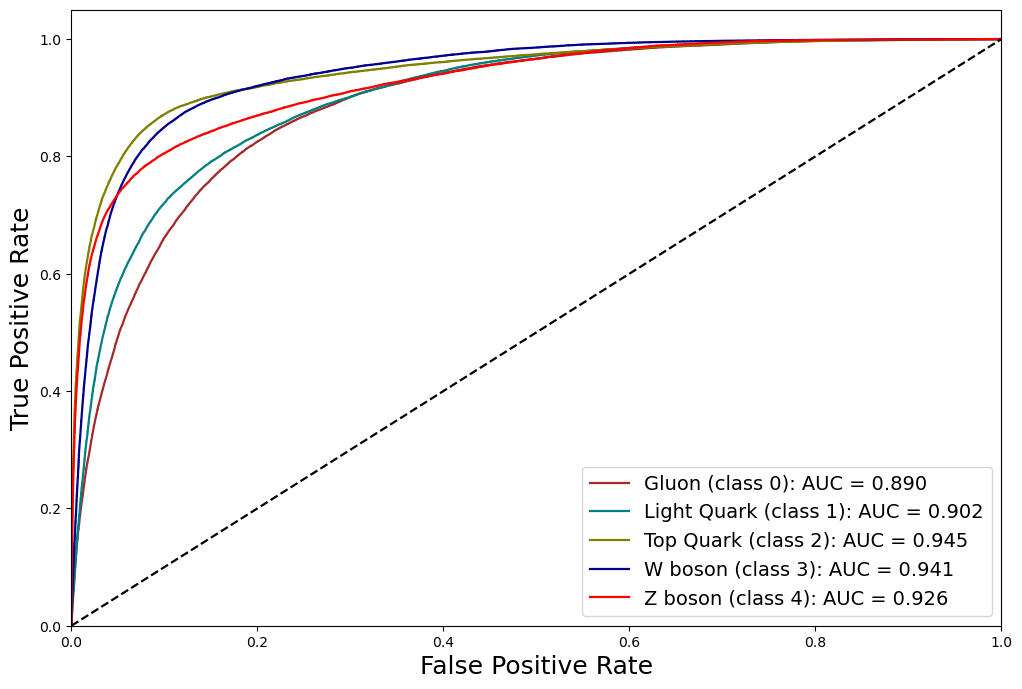 1.0
0.8
0.6
0.4
0.2
0.0
True Positive Rate
Gluon (class 0): AUC = 0.890
Light Quark (class 1): AUC = 0.902
Top Quark (class 2): AUC = 0.945
W boson (class 3): AUC = 0.941
Z boson (class 4): AUC = 0.926
0.0 0.2 0.4 0.6 0.8 1.0
False Positive Rate